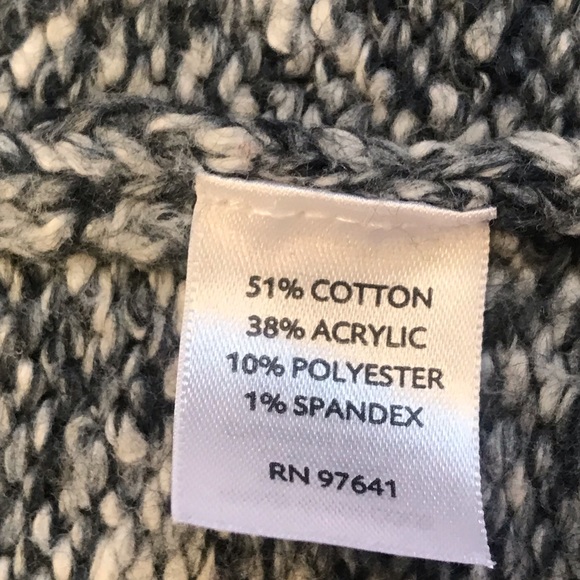 51% COTTON
38% ACRYLIC
10% POLYESTER
1% SPANDEX
RN 97641